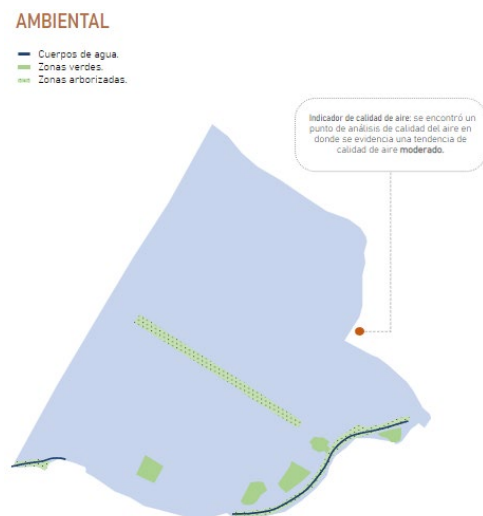 AMBIENTAL
Cuerpos de agua.
Zonas verdes.
Zonas arborizadas.
Indicador de calidad de aire: se encontró un
punto de análisis de calidad del aire en
donde se evidencia una tendencia de
calidad de aire moderado.